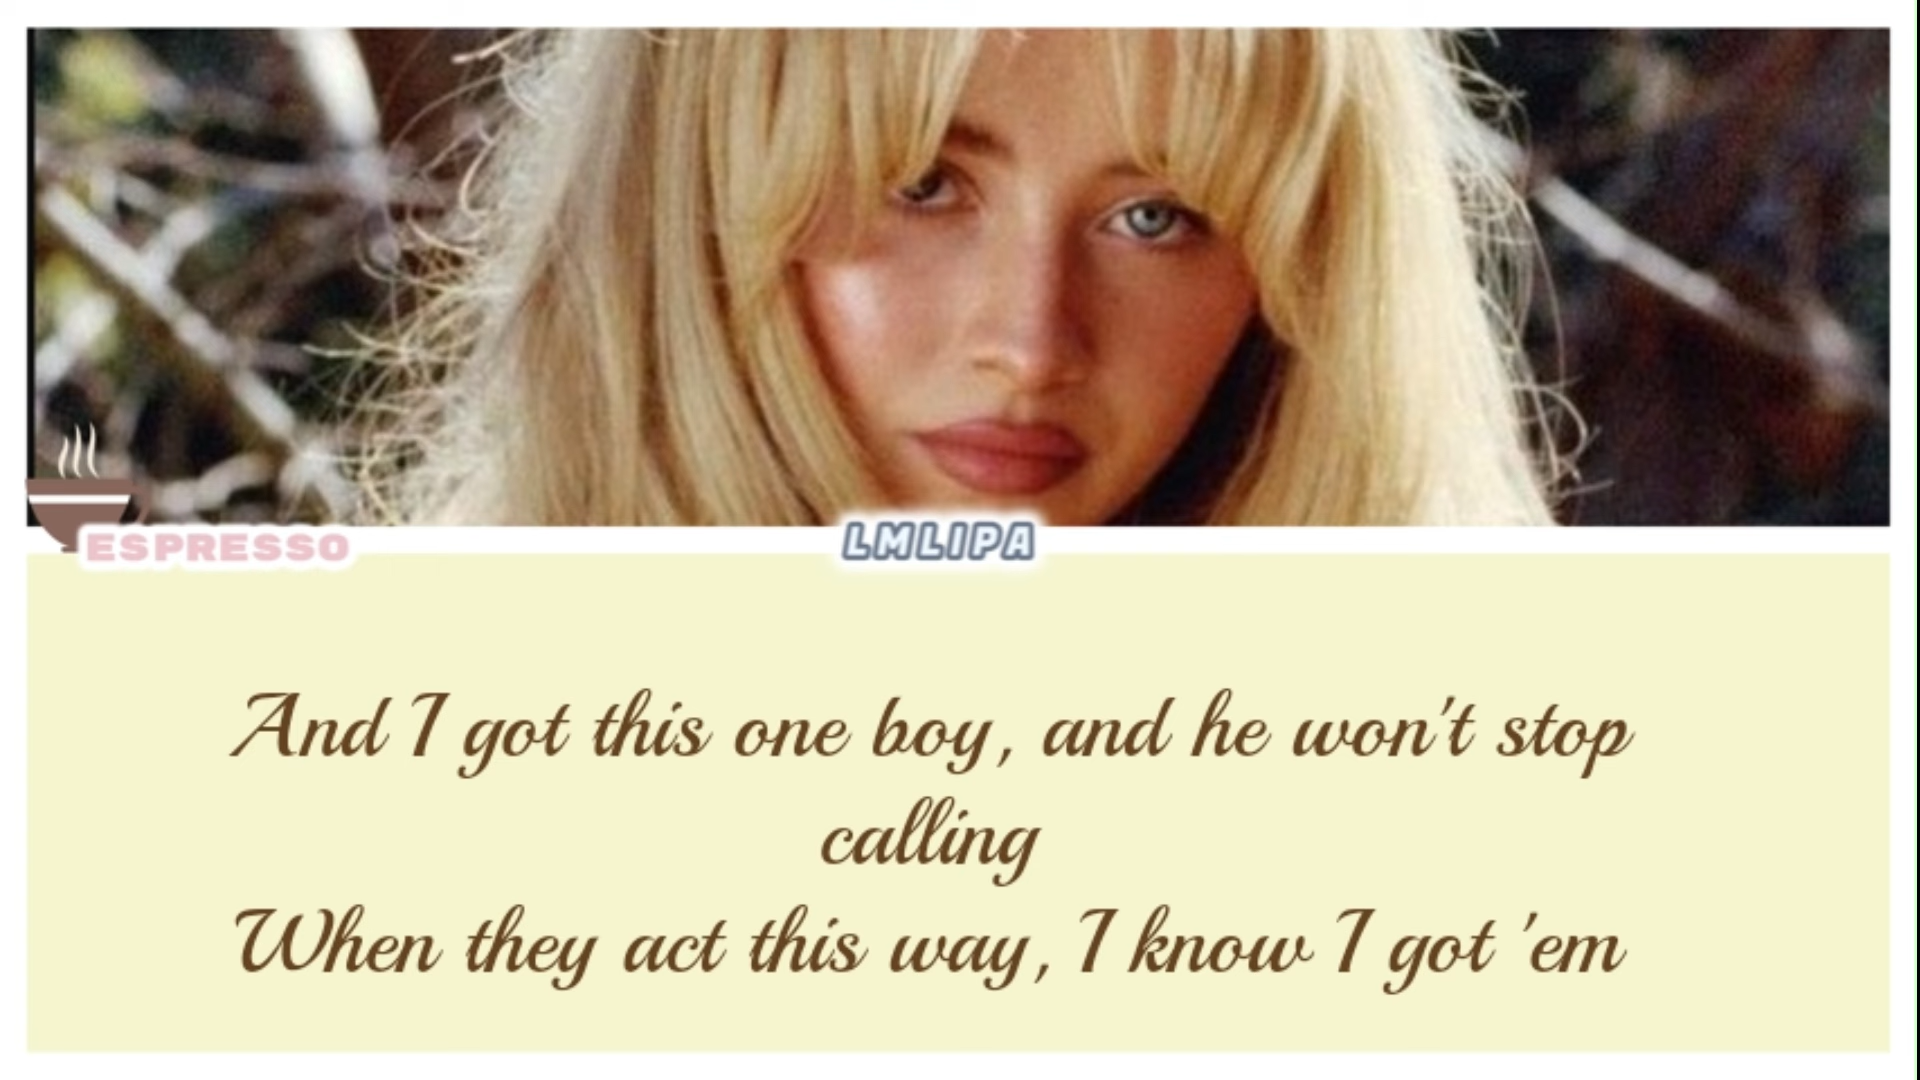 ESPRESSO
LMLIPA
And I got this one boy, and he won't stop
calling
When they act this way, I know I got 'em